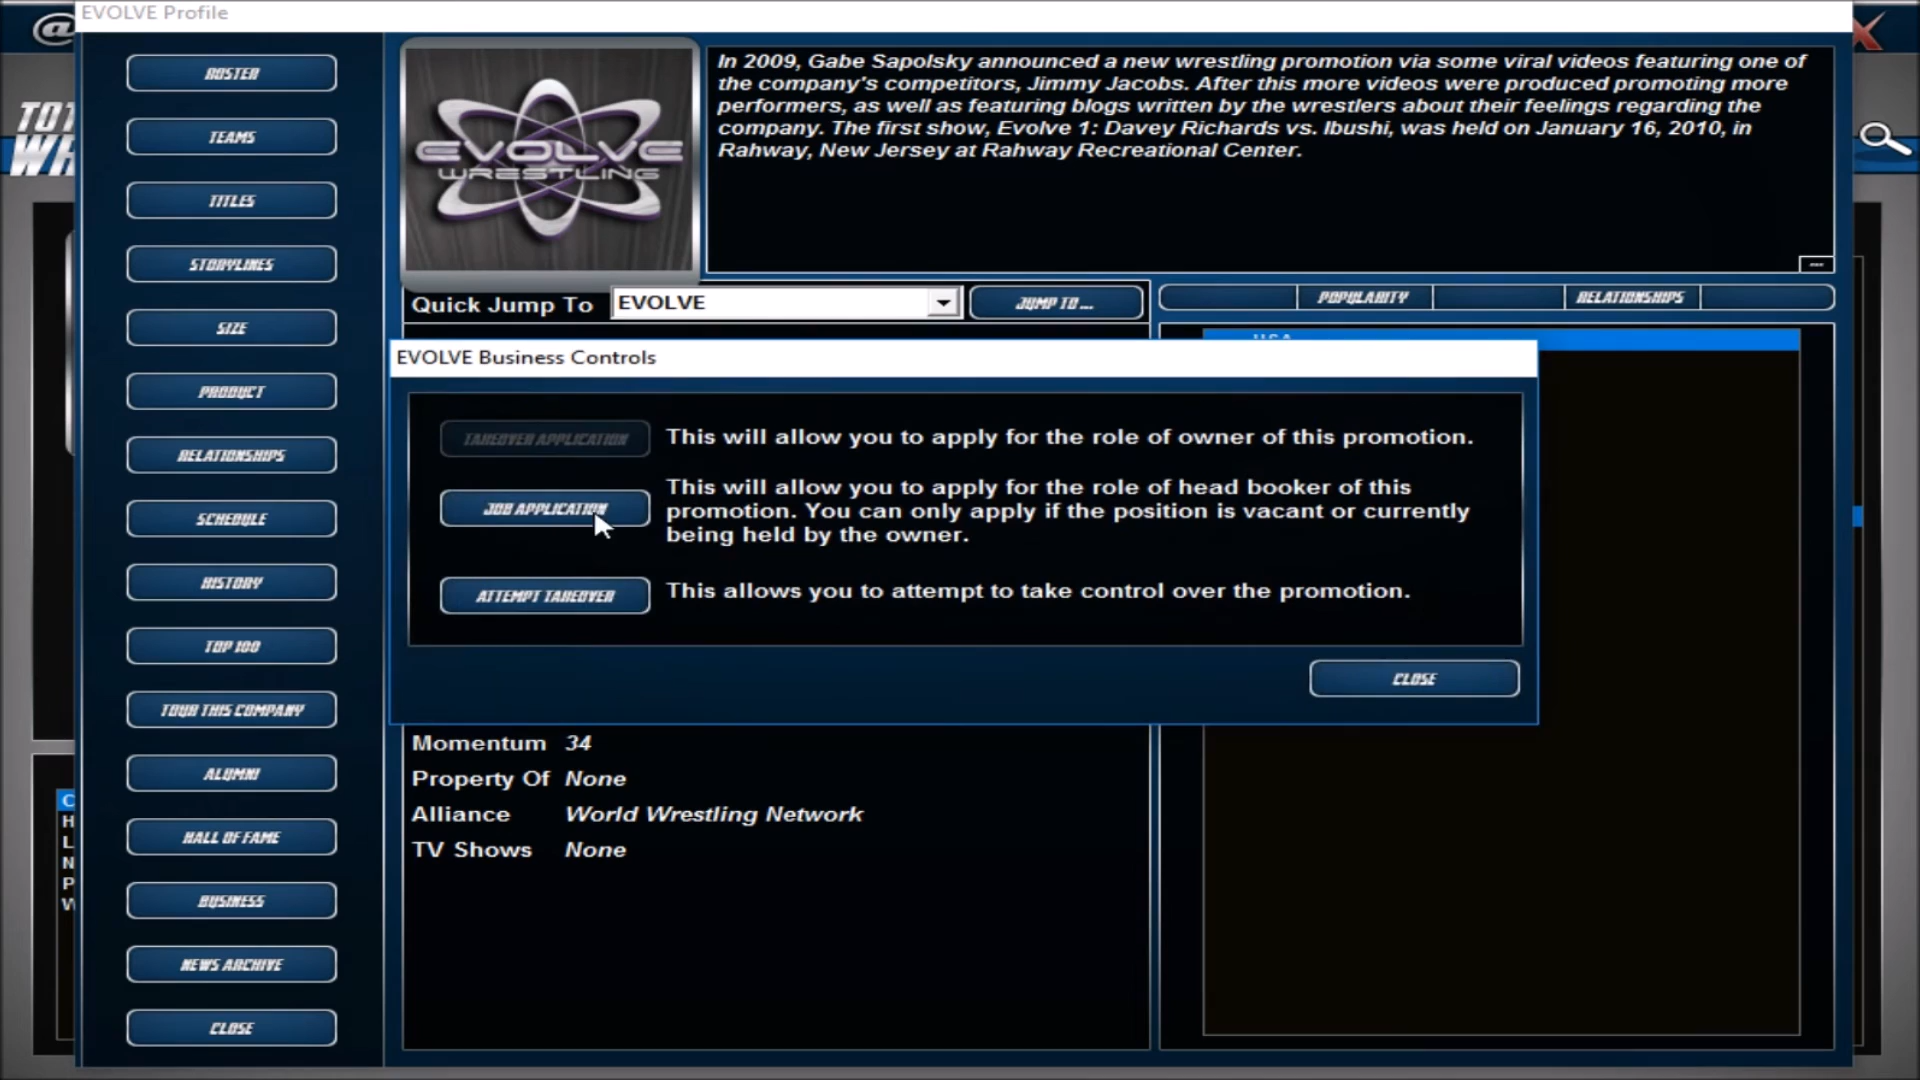 EVOLVE Profile
@
TOT
WR
ROSTER
TEAMS
TITLES
STORYLINES
SIZE
PRODUCT
RELATIONSHIPS
SCHEDULE
HISTORY
TOP 100
TOUR THIS COMPANY
ALUMNI
HALL OF FAME
BUSINESS
NEWS ARCHIVE
CLOSE
EVOLVE
WRESTLING
In 2009, Gabe Sapolsky announced a new wrestling promotion via some viral videos featuring one of
the company's competitors, Jimmy Jacobs. After this more videos were produced promoting more
performers, as well as featuring blogs written by the wrestlers about their feelings regarding the
company. The first show, Evolve 1: Davey Richards vs. Ibushi, was held on January 16, 2010, in
Rahway, New Jersey at Rahway Recreational Center.
...
Quick Jump To EVOLVE JUMP TO ...
POPULARITY RELATIONSHIPS
USA
EVOLVE Business Controls
TAKEOVER APPLICATION
This will allow you to apply for the role of owner of this promotion.
JOB APPLICATION
This will allow you to apply for the role of head booker of this
promotion. You can only apply if the position is vacant or currently
being held by the owner.
ATTEMPT TAKEOVER
This allows you to attempt to take control over the promotion.
CLOSE
Momentum 34
Property Of None
Alliance World Wrestling Network
TV Shows None
C
H
L
N
P
W